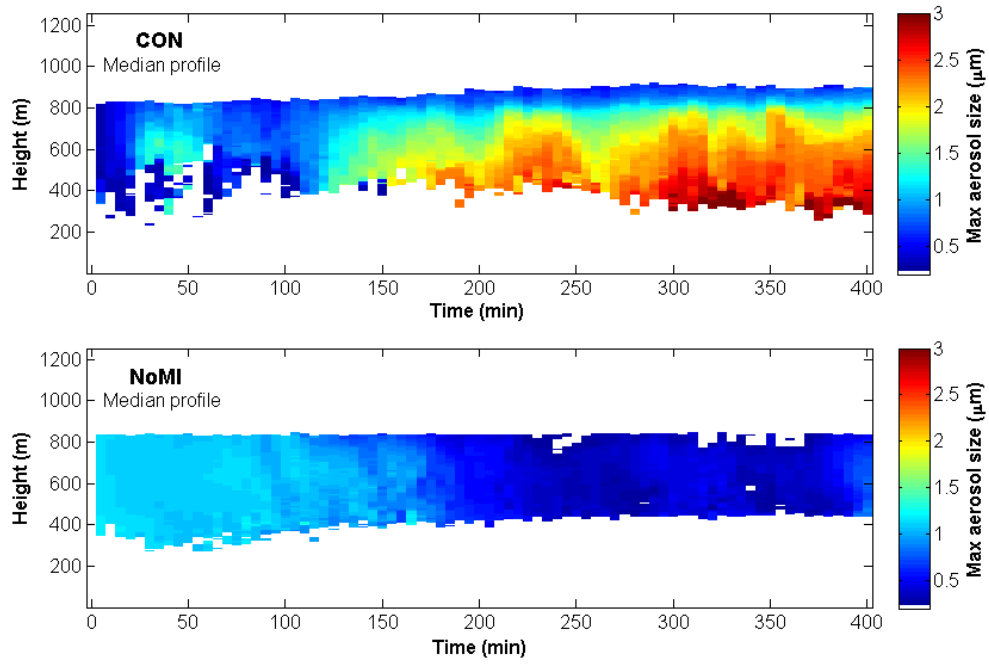 CON
Median profile
1200
1000
800
600
400
200
Height (m)
0 50 100 150 200 250 300 350 400
Time (min)
3
2.5
2
1.5
1
0.5
Max aerosol size (μm)
NoMI
Median profile
1200
1000
800
600
400
200
Height (m)
0 50 100 150 200 250 300 350 400
Time (min)
3
2.5
2
1.5
1
0.5
Max aerosol size (μm)